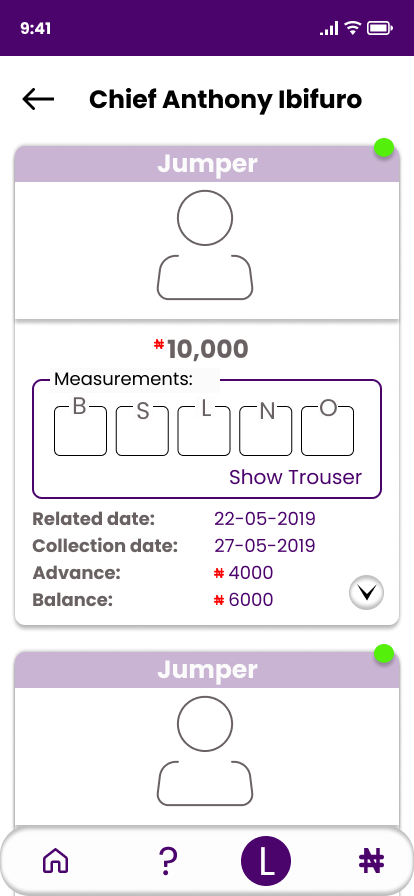 9:41
Chief Anthony Ibifuro
Jumper
₦10,000
Measurements:
B S L N O
Show Trouser
Related date: 22-05-2019
Collection date: 27-05-2019
Advance: ₦ 4000
Balance: ₦ 6000
Jumper
? L ₦